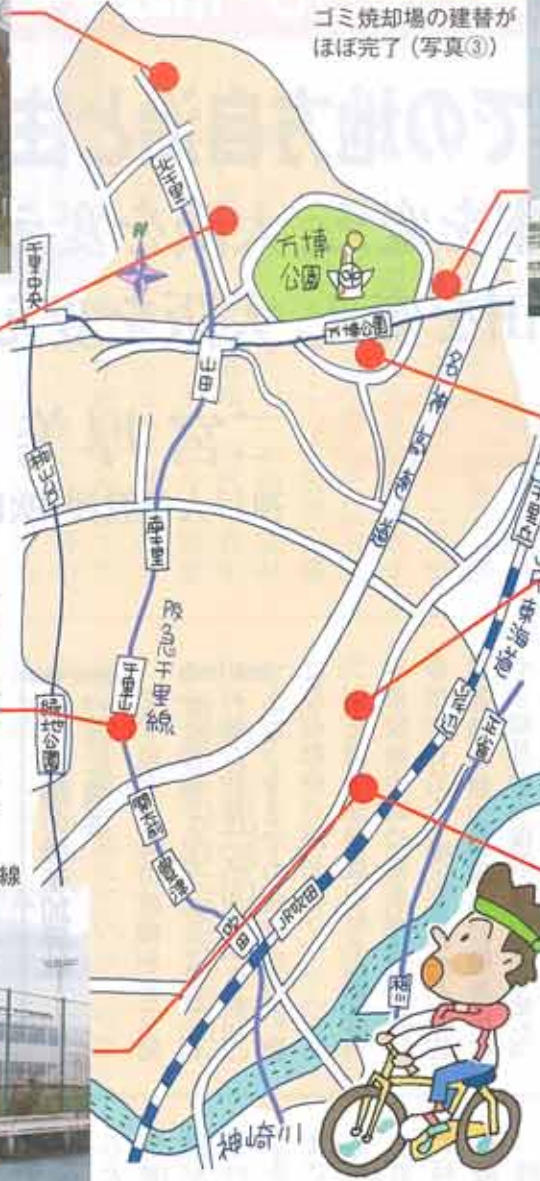 ゴミ焼却場の建替が
ほぼ完了（写真③）
北千里
万博
公園
千里中央
万博公園
山田
名神高速道
桃山台
南千里
阪急千里線
千里丘
岸辺
正雀
千里山
緑地公園
関大前
豊津
線
吹田
JR吹田
相川
神崎川